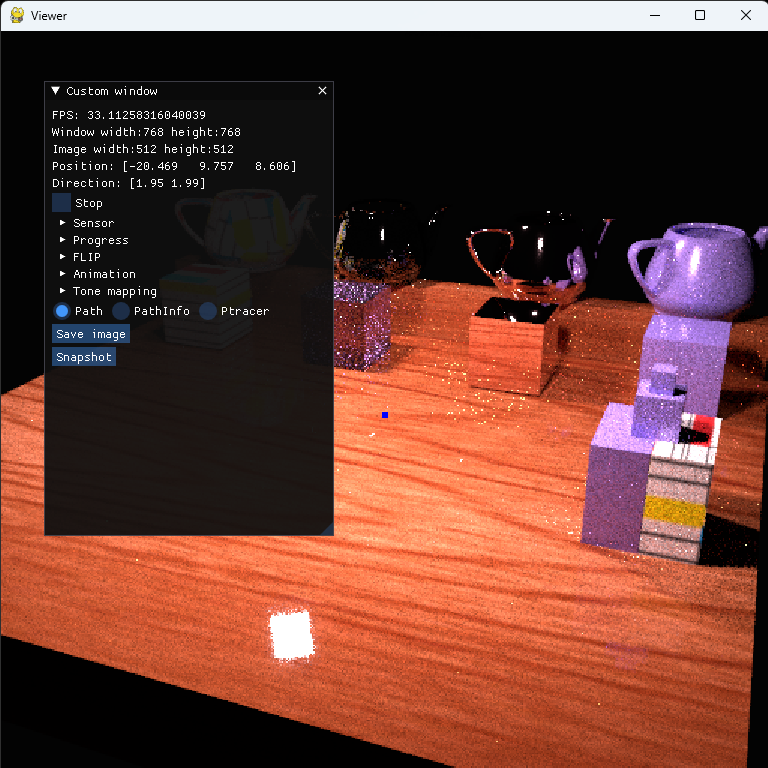 Viewer
Custom window
FPS: 33.11258316040039
Window width:768 height:768
Image width:512 height:512
Position: [-20.469   9.757   8.606]
Direction: [1.95 1.99]
Stop
Sensor
Progress
FLIP
Animation
Tone mapping
Path PathInfo Ptracer
Save image
Snapshot